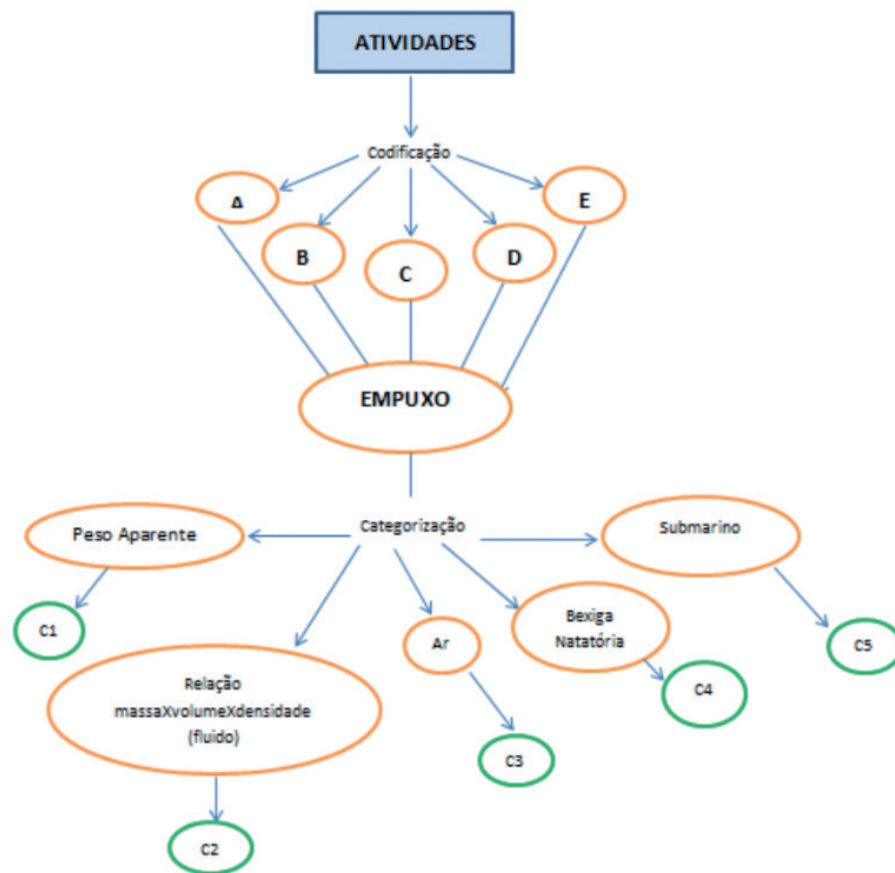 ATIVIDADES
Codificação
A
B
C
D
E
EMPUXO
Categorização
Peso Aparente
Submarino
C1
Relação
massaXvolumeXdensidade
(fluido)
Ar
Bexiga
Natatória
C5
C4
C3
C2